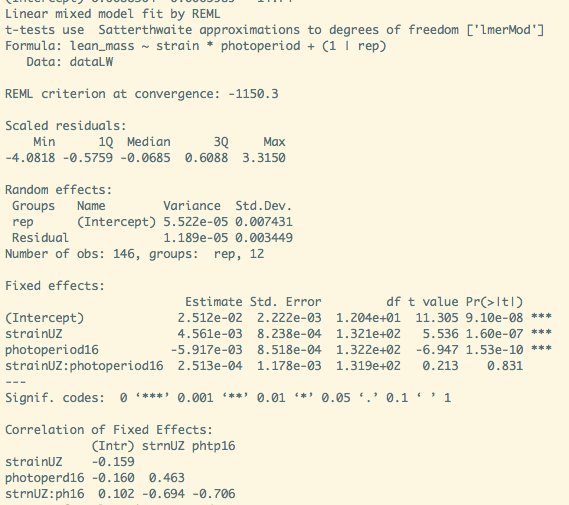 Linear mixed model fit by REML
t-tests use  Satterthwaite approximations to degrees of freedom ['lmerMod']
Formula: lean_mass ~ strain * photoperiod + (1 | rep)
   Data: dataLW

REML criterion at convergence: -1150.3

Scaled residuals:
    Min      1Q  Median      3Q     Max
-4.0818 -0.5759 -0.0685  0.6088  3.3150

Random effects:
 Groups   Name        Variance  Std.Dev.
 rep      (Intercept) 5.522e-05 0.007431
 Residual             1.189e-05 0.003449
Number of obs: 146, groups:  rep, 12

Fixed effects:
                       Estimate Std. Error         df t value Pr(>|t|)
(Intercept)           2.512e-02  2.222e-03  1.204e+01  11.305 9.10e-08 ***
strainUZ              4.561e-03  8.238e-04  1.321e+02   5.536 1.60e-07 ***
photoperiod16        -5.917e-03  8.518e-04  1.322e+02  -6.947 1.53e-10 ***
strainUZ:photoperiod16  2.513e-04  1.178e-03  1.319e+02   0.213    0.831
---
Signif. codes:  0 ‘***’ 0.001 ‘**’ 0.01 ‘*’ 0.05 ‘.’ 0.1 ‘ ’ 1

Correlation of Fixed Effects:
            (Intr) strnUZ phtp16
strainUZ    -0.159
photoperd16 -0.160  0.463
strnUZ:ph16  0.102 -0.694 -0.706